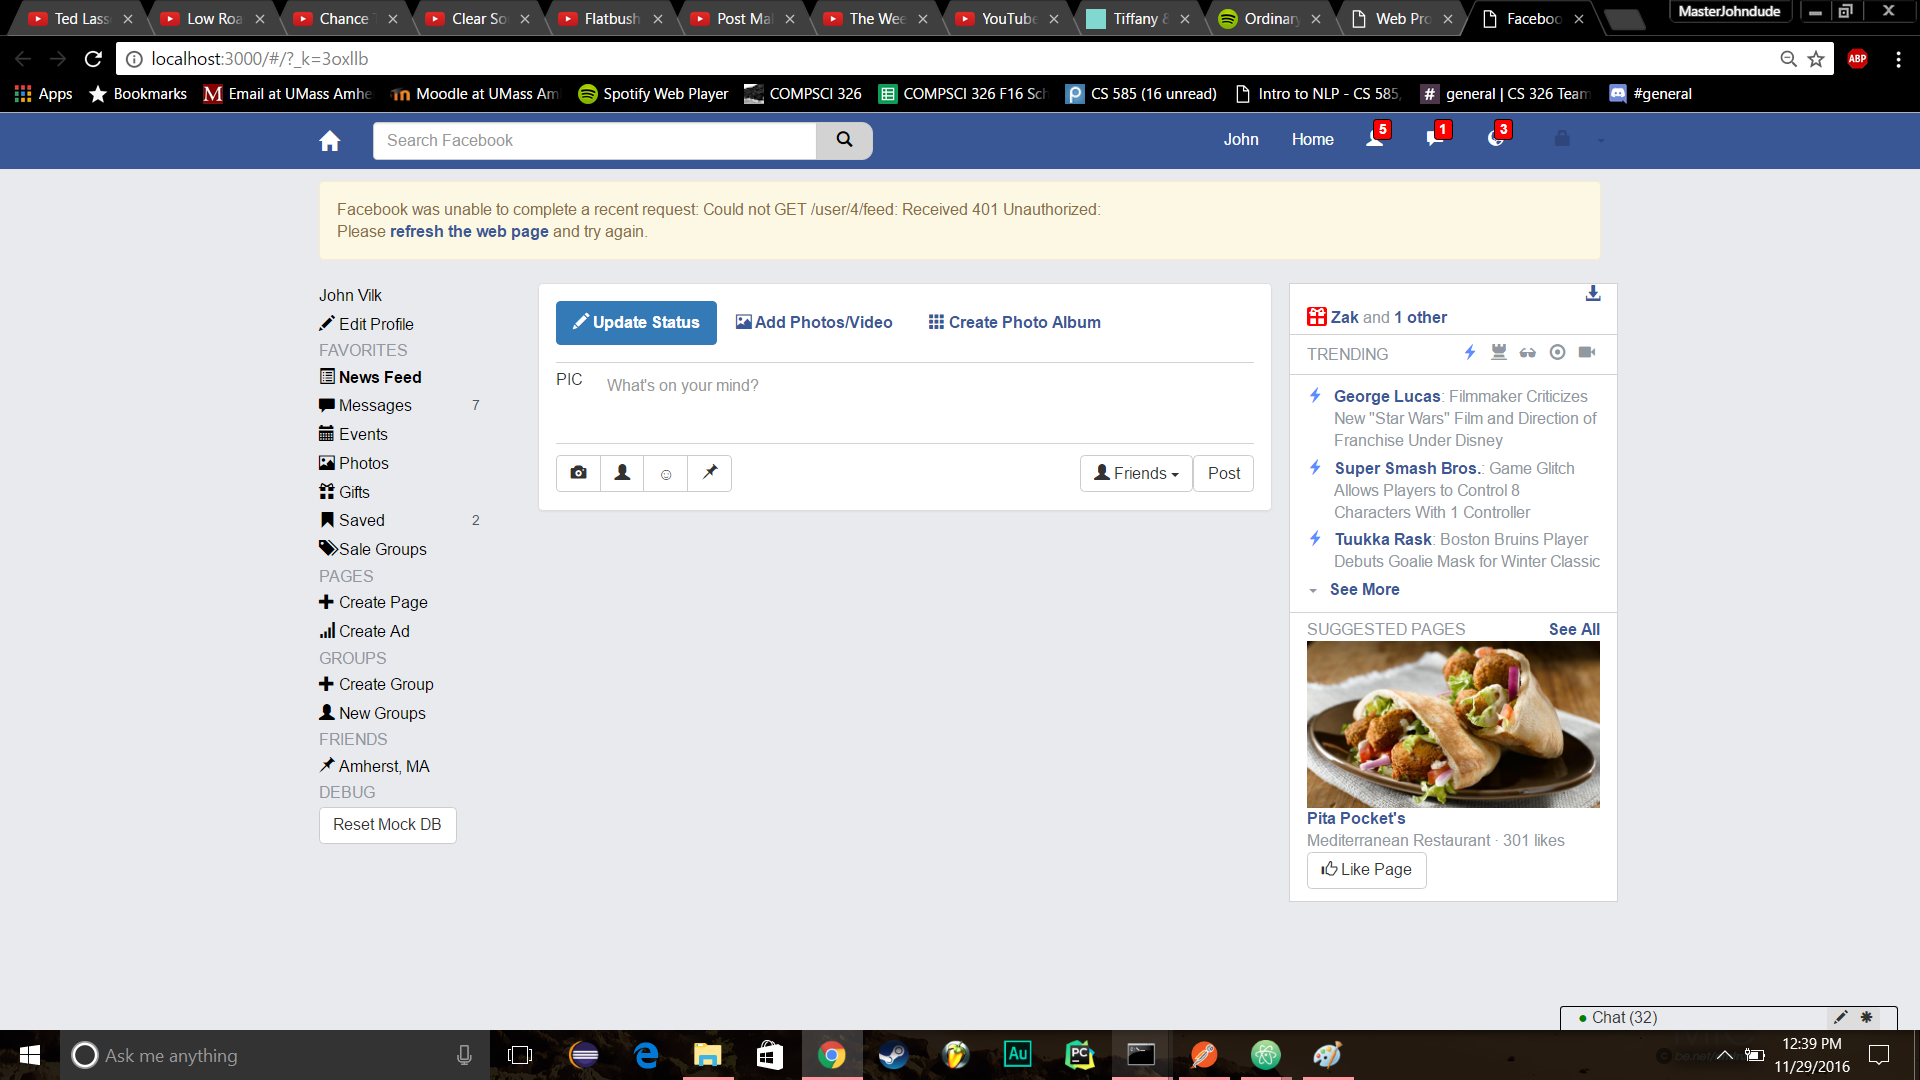 Ted Lass
Low Roa
Chance
Clear So
Flatbush
Post Mal
The Wee
YouTube
Tiffany &
Ordinary
Web Pro
Faceboo
MasterJohndude
localhost:3000/#/?_k=3oxllb
ABP
Apps
Bookmarks
Email at UMass Amhe
Moodle at UMass Am
Spotify Web Player
COMPSCI 326
COMPSCI 326 F16 Sch
CS 585 (16 unread)
Intro to NLP - CS 585,
general | CS 326 Team
#general
Search Facebook
John
Home
5
1
3
Facebook was unable to complete a recent request: Could not GET /user/4/feed: Received 401 Unauthorized:
Please refresh the web page and try again.
John Vilk
Edit Profile
FAVORITES
News Feed
Messages 7
Events
Photos
Gifts
Saved 2
Sale Groups
PAGES
Create Page
Create Ad
GROUPS
Create Group
New Groups
FRIENDS
Amherst, MA
DEBUG
Reset Mock DB
Update Status
Add Photos/Video
Create Photo Album
PIC
What's on your mind?
Friends
Post
Zak and 1 other
TRENDING
George Lucas: Filmmaker Criticizes
New "Star Wars" Film and Direction of
Franchise Under Disney
Super Smash Bros.: Game Glitch
Allows Players to Control 8
Characters With 1 Controller
Tuukka Rask: Boston Bruins Player
Debuts Goalie Mask for Winter Classic
See More
SUGGESTED PAGES
See All
Pita Pocket's
Mediterranean Restaurant · 301 likes
Like Page
Chat (32)
Ask me anything
Au
PC
12:39 PM
11/29/2016